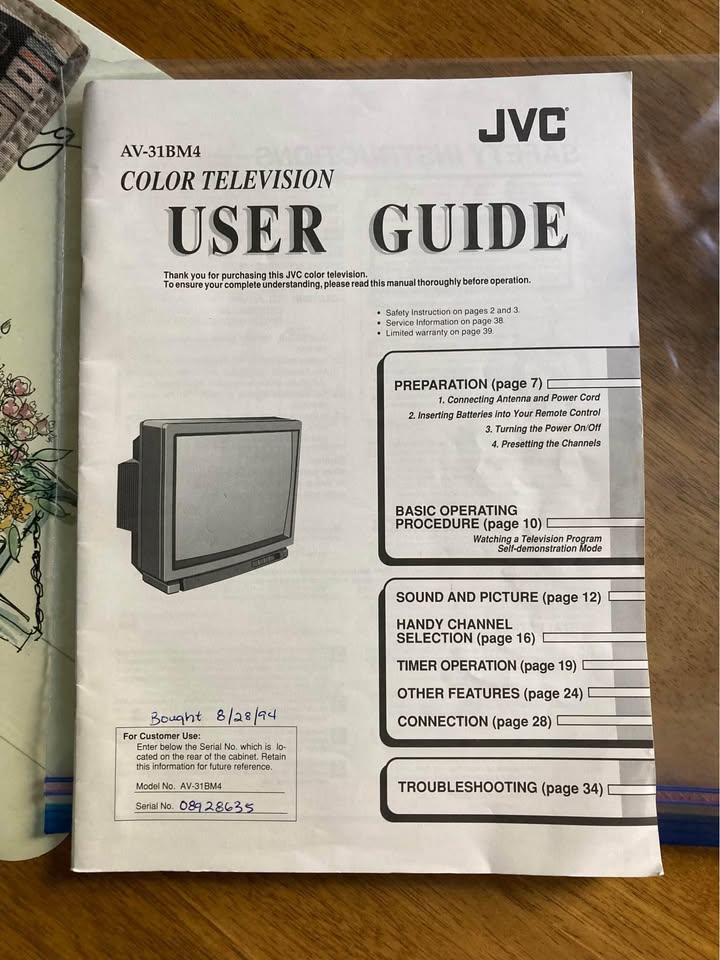 JVC
AV-31BM4
COLOR TELEVISION
USER GUIDE
Thank you for purchasing this JVC color television.
To ensure your complete understanding, please read this manual thoroughly before operation.
• Safety Instruction on pages 2 and 3.
• Service Information on page 38.
• Limited warranty on page 39.
PREPARATION (page 7)
1. Connecting Antenna and Power Cord
2. Inserting Batteries into Your Remote Control
3. Turning the Power On/Off
4. Presetting the Channels
BASIC OPERATING
PROCEDURE (page 10)
Watching a Television Program
Self-demonstration Mode
SOUND AND PICTURE (page 12)
HANDY CHANNEL
SELECTION (page 16)
TIMER OPERATION (page 19)
OTHER FEATURES (page 24)
CONNECTION (page 28)
TROUBLESHOOTING (page 34)
Bought 8/28/94
For Customer Use:
Enter below the Serial No. which is lo-
cated on the rear of the cabinet. Retain
this information for future reference.
Model No. AV-31BM4
Serial No. 08928635